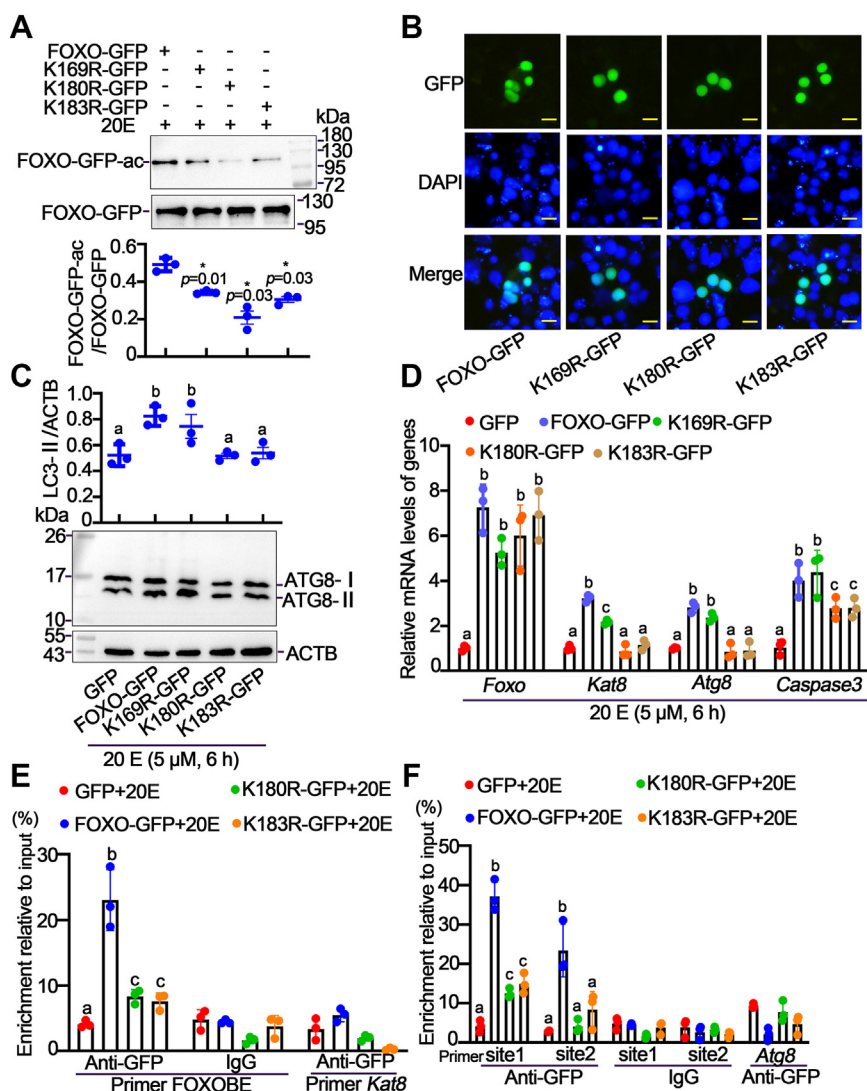 A
FOXO-GFP + - - -
K169R-GFP - + - -
K180R-GFP - - + -
K183R-GFP - - - +
20E + + + +
kDa
180
130
95
72
FOXO-GFP-ac
FOXO-GFP
130
95
FOXO-GFP-ac
/FOXO-GFP
0.6
0.4
0.2
0
*
p=0.01
*
p=0.03
*
p=0.03
B
GFP
DAPI
Merge
FOXO-GFP
K169R-GFP
K180R-GFP
K183R-GFP
C
LC3-II/ACTB
1.0
0.8
0.6
0.4
0.2
0
a b b a a
kDa
26
17
10
55
43
ATG8-I
ATG8-II
ACTB
GFP
FOXO-GFP
K169R-GFP
K180R-GFP
K183R-GFP
20 E (5 µM, 6 h)
D
GFP FOXO-GFP K169R-GFP
K180R-GFP K183R-GFP
Relative mRNA levels of genes
10
8
6
4
2
0
a b b b b
a b c a a
a b b a a
a b b c c
Foxo Kat8 Atg8 Caspase3
20 E (5 µM, 6 h)
E
GFP+20E K180R-GFP+20E
FOXO-GFP+20E K183R-GFP+20E
(%)
Enrichment relative to input
30
20
10
0
a b c c
Anti-GFP IgG Anti-GFP
Primer FOXOBE Primer Kat8
F
GFP+20E K180R-GFP+20E
FOXO-GFP+20E K183R-GFP+20E
(%)
Enrichment relative to input
50
40
30
20
10
0
a b c c
a b a a
Primer site1 site2 site1 site2 Atg8
Anti-GFP IgG Anti-GFP